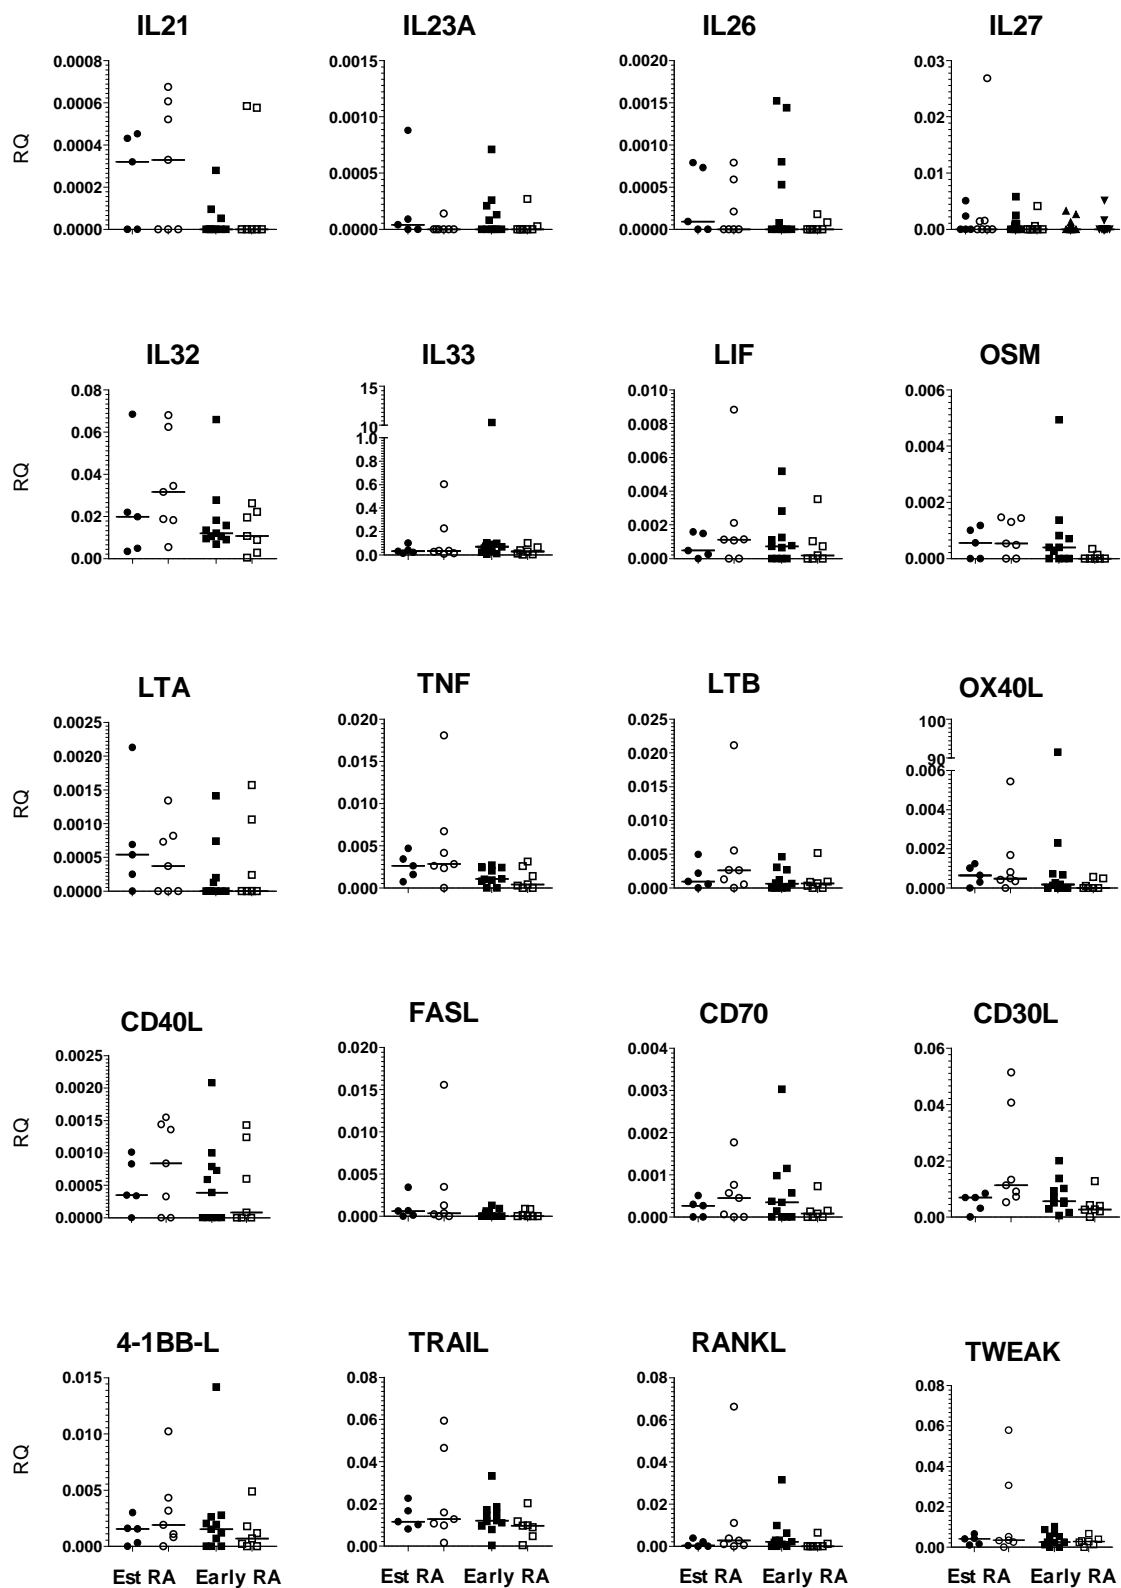 IL21 IL23A IL26 IL27
0.0008 0.0015 0.0020 0.03
0.0006 0.0015
0.0010 0.02
0.0004 0.0010
0.0005 0.01
0.0002 0.0005
0.0000 0.0000 0.0000 0.00
RQ
IL32 IL33 LIF OSM
0.08 15 0.010 0.006
0.06 10 0.008
1.0 0.006 0.004
0.04 0.8
0.6 0.004
0.02 0.4 0.002 0.002
0.2
0.00 0.0 0.000 0.000
RQ
LTA TNF LTB OX40L
0.0025 0.020 0.025 100
0.0020 0.020 90
0.015 0.006
0.0015 0.015
0.010 0.004
0.0010 0.010
0.0005 0.005 0.005 0.002
0.0000 0.000 0.000 0.000
RQ
CD40L FASL CD70 CD30L
0.0025 0.020 0.004 0.06
0.0020 0.015 0.003
0.0015 0.04
0.010 0.002
0.0010 0.02
0.0005 0.005 0.001
0.0000 0.000 0.000 0.00
RQ
4-1BB-L TRAIL RANKL TWEAK
0.015 0.08 0.08 0.08
0.06 0.06 0.06
0.010
0.04 0.04 0.04
0.005
0.02 0.02 0.02
0.000 0.00 0.00 0.00
RQ
Est RA Early RA Est RA Early RA Est RA Early RA Est RA Early RA